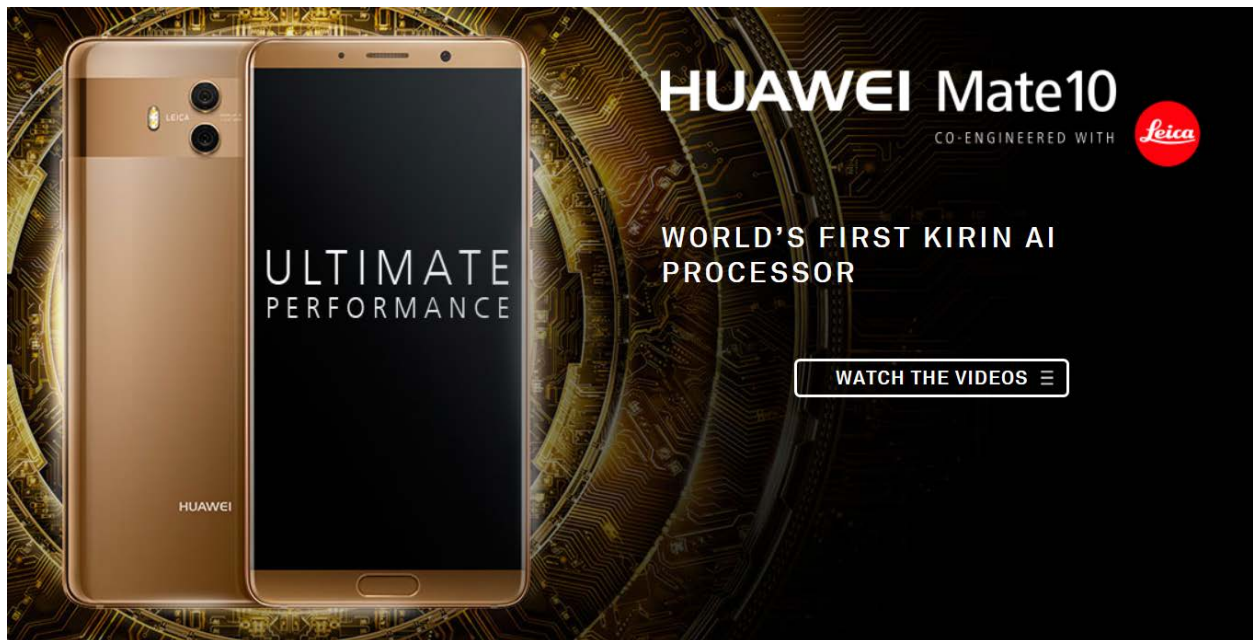 LEICA
HUAWEI
ULTIMATE
PERFORMANCE
HUAWEI Mate10
CO-ENGINEERED WITH
Leica
WORLD'S FIRST KIRIN AI
PROCESSOR
WATCH THE VIDEOS